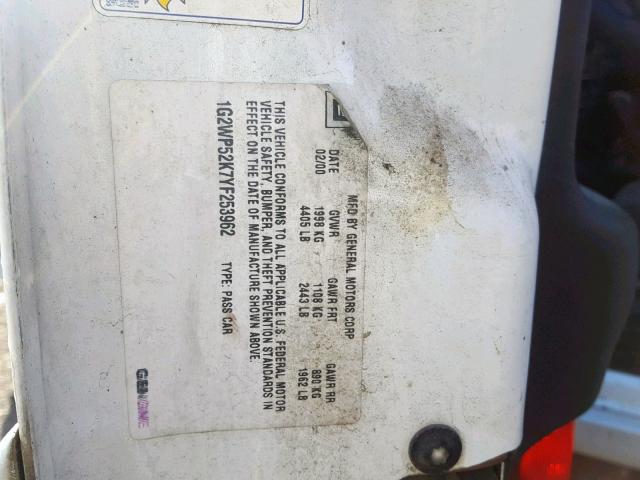 MFD BY GENERAL MOTORS CORP
DATE GVWR GAWR FRT GAWR RR
02/00 1998 KG 1108 KG 890 KG
4405 LB 2443 LB 1962 LB
THIS VEHICLE CONFORMS TO ALL APPLICABLE U.S. FEDERAL MOTOR
VEHICLE SAFETY, BUMPER, AND THEFT PREVENTION STANDARDS IN
EFFECT ON THE DATE OF MANUFACTURE SHOWN ABOVE.
1G2WP52K7YF253962 TYPE: PASS CAR